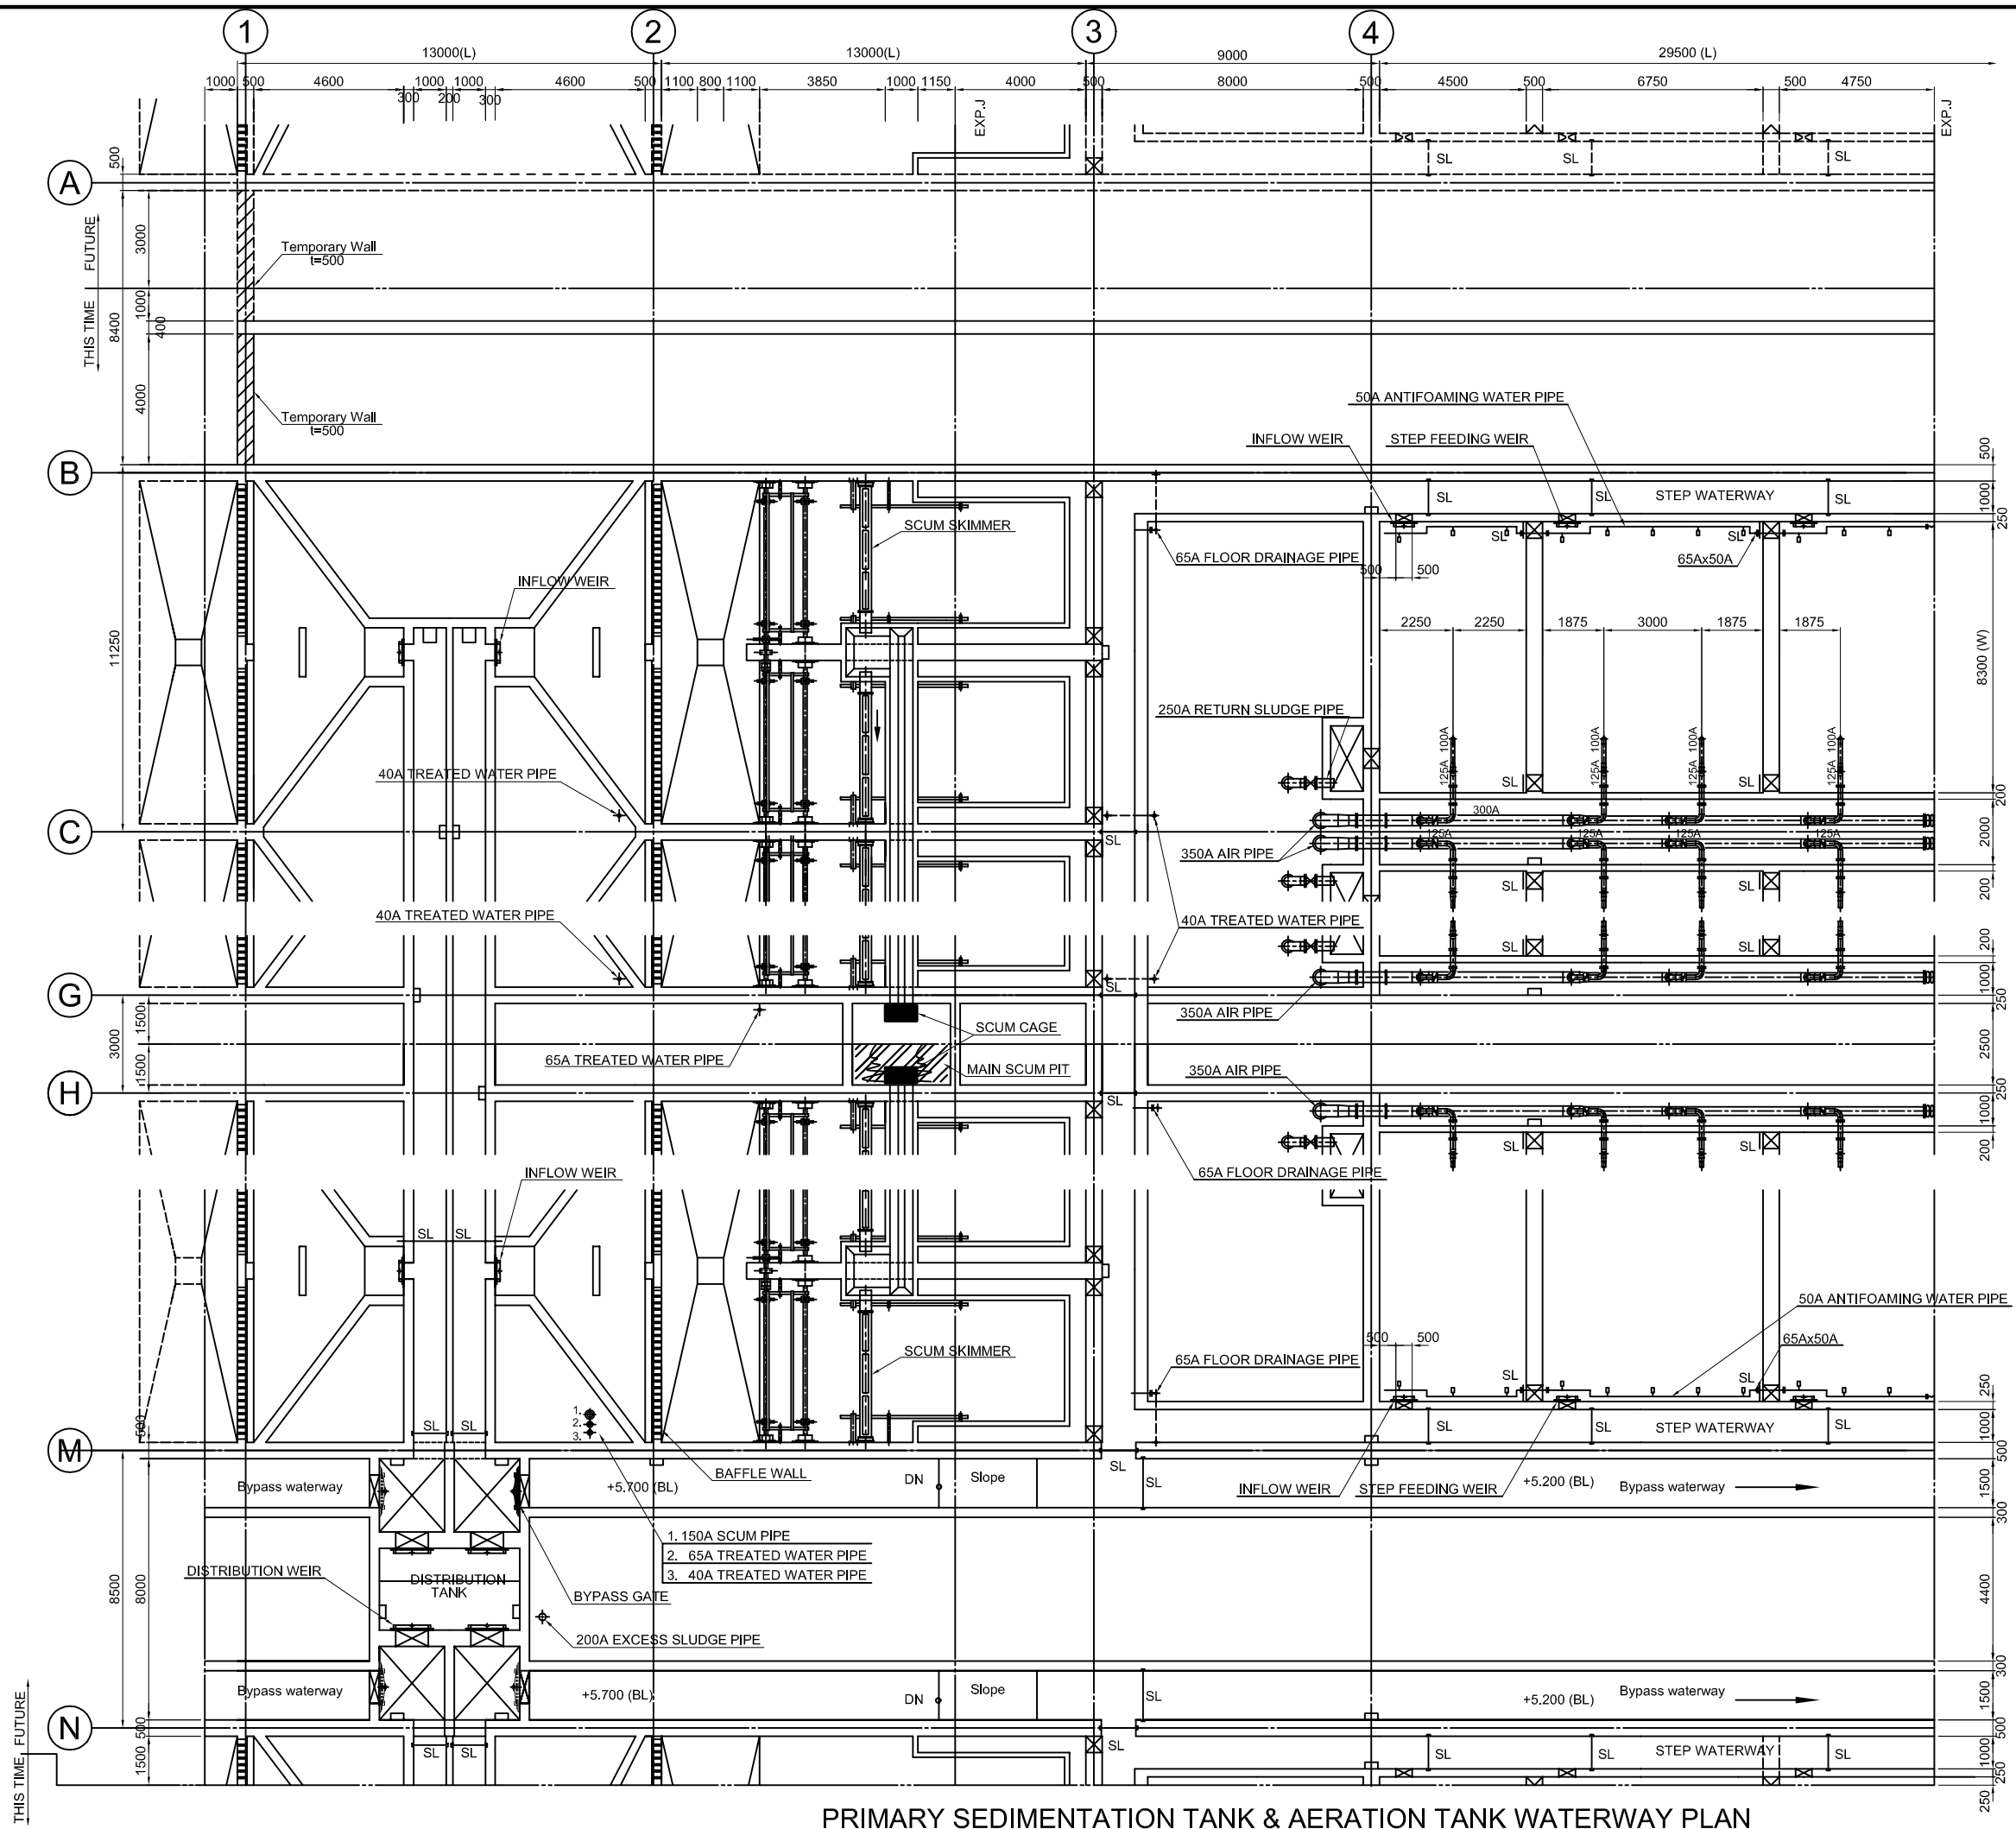 1
2
3
4
13000(L)
13000(L)
9000
29500 (L)
1000
500
4600
1000
1000
4600
500
1100
800
1100
3850
1000
1150
4000
500
8000
500
4500
500
6750
500
4750
300
200
300
EXP.J
EXP.J
A
500
SL
SL
SL
FUTURE
THIS TIME
3000
1000
400
8400
4000
Temporary Wall
t=500
Temporary Wall
t=500
50A ANTIFOAMING WATER PIPE
INFLOW WEIR
STEP FEEDING WEIR
B
500
1000
250
SL
SL
STEP WATERWAY
SL
SCUM SKIMMER
SL
SL
65A FLOOR DRAINAGE PIPE
65Ax50A
500
500
INFLOW WEIR
2250
2250
1875
3000
1875
1875
11250
8300 (W)
250A RETURN SLUDGE PIPE
100A
100A
100A
100A
125A
125A
125A
125A
40A TREATED WATER PIPE
SL
SL
200
300A
C
2000
SL
125A
125A
125A
125A
350A AIR PIPE
SL
SL
200
40A TREATED WATER PIPE
40A TREATED WATER PIPE
SL
SL
200
1000
G
SL
250
350A AIR PIPE
1500
3000
1500
SCUM CAGE
65A TREATED WATER PIPE
MAIN SCUM PIT
350A AIR PIPE
2500
H
SL
250
1000
SL
SL
200
INFLOW WEIR
65A FLOOR DRAINAGE PIPE
SL
SL
50A ANTIFOAMING WATER PIPE
500
500
65Ax50A
SCUM SKIMMER
65A FLOOR DRAINAGE PIPE
SL
SL
250
1.
2.
3.
500
SL
SL
SL
STEP WATERWAY
SL
1000
M
500
BAFFLE WALL
SL
Bypass waterway
+5.700 (BL)
DN
Slope
SL
INFLOW WEIR
STEP FEEDING WEIR
+5.200 (BL)
Bypass waterway
1500
300
1. 150A SCUM PIPE
2. 65A TREATED WATER PIPE
3. 40A TREATED WATER PIPE
DISTRIBUTION WEIR
DISTRIBUTION
TANK
BYPASS GATE
8500
8000
4400
200A EXCESS SLUDGE PIPE
300
Bypass waterway
+5.700 (BL)
DN
Slope
SL
+5.200 (BL)
Bypass waterway
1500
N
500
500
SL
SL
SL
SL
STEP WATERWAY
SL
1000
250
250
1500
FUTURE
THIS TIME
PRIMARY SEDIMENTATION TANK & AERATION TANK WATERWAY PLAN